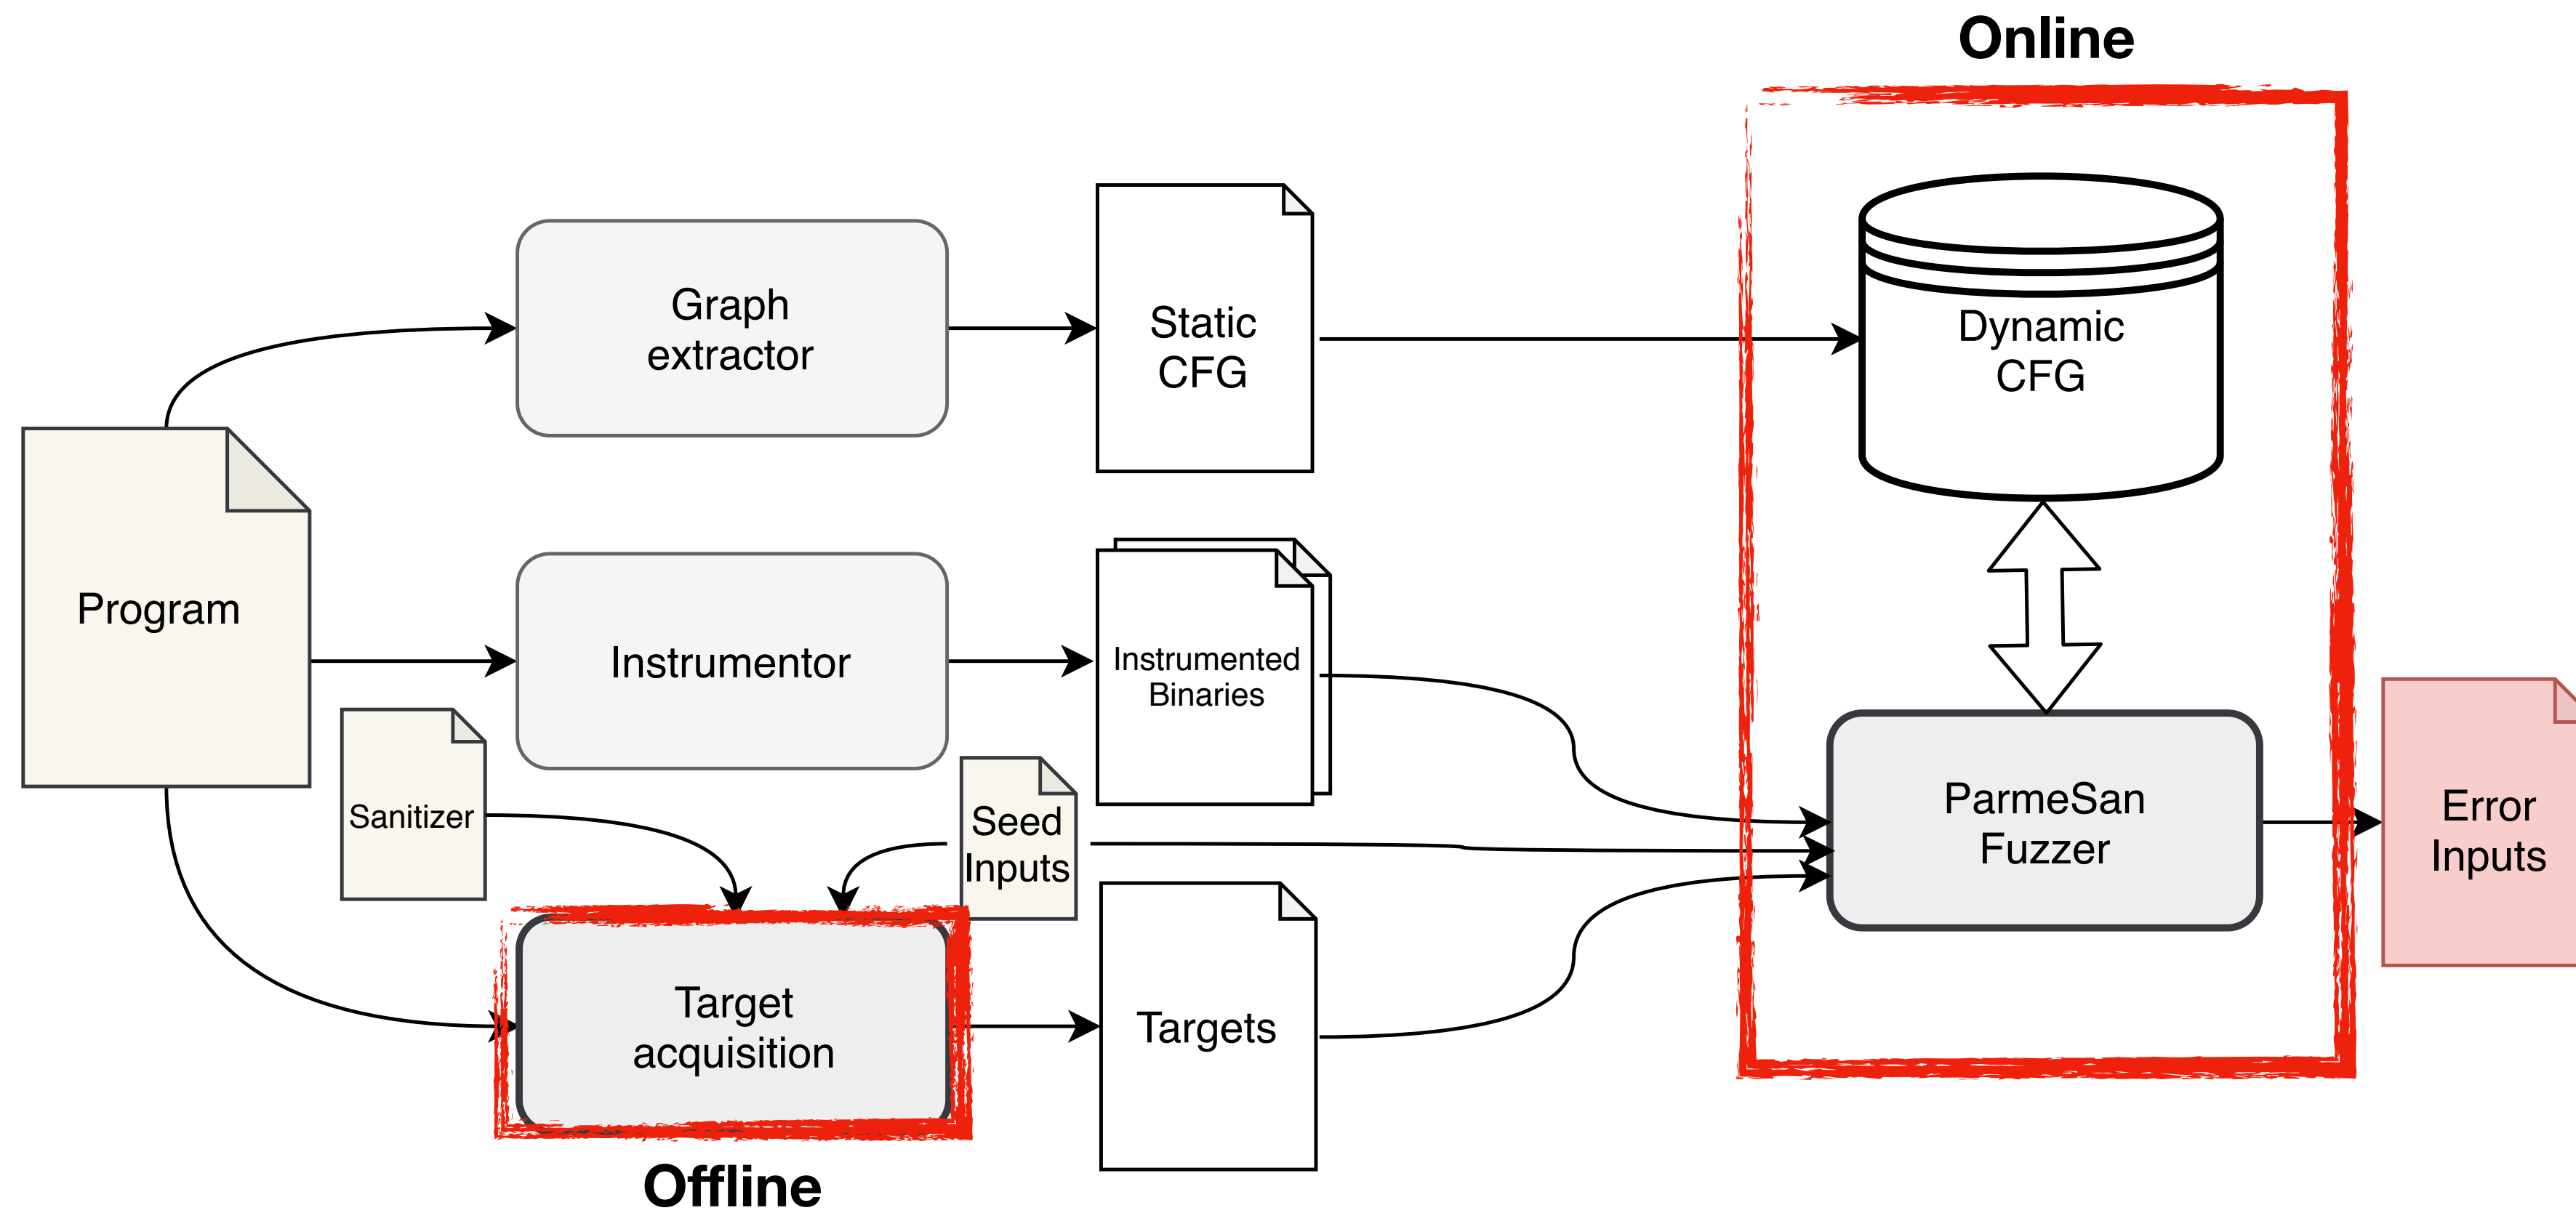 Online
Graph
extractor
Static
CFG
Dynamic
CFG
Program
Instrumentor
Instrumented
Binaries
Sanitizer
Seed
Inputs
ParmeSan
Fuzzer
Error
Inputs
Target
acquisition
Targets
Offline